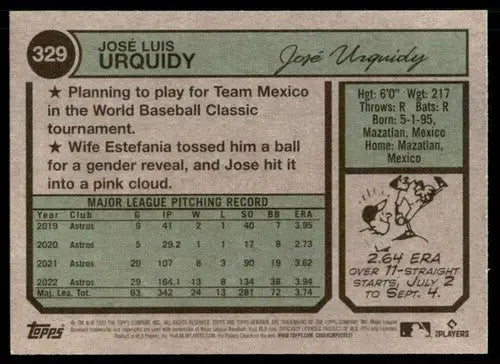 329
JOSÉ LUIS
URQUIDY
José Urquidy
★ Planning to play for Team Mexico
in the World Baseball Classic
tournament.
★ Wife Estefania tossed him a
ball for a gender reveal, and Jose hit it
into a pink cloud.
Hgt: 6'0" Wgt: 217
Throws: R Bats: R
Born: 5-1-95,
Mazatlan, Mexico
Home: Mazatlan,
Mexico
MAJOR LEAGUE PITCHING RECORD
Year Club G IP W L SO BB ERA
2019 Astros 9 41 2 1 40 7 3.95
2020 Astros 5 29.2 1 1 17 8 2.73
2021 Astros 20 107 8 3 90 19 3.62
2022 Astros 29 164.1 13 8 134 38 3.94
Maj. Lea. Tot. 63 342 24 13 281 72 3.74
2.64 ERA
OVER 11-STRAIGHT
STARTS, JULY 2
TO SEPT. 4.
Topps
MLB PLAYERS